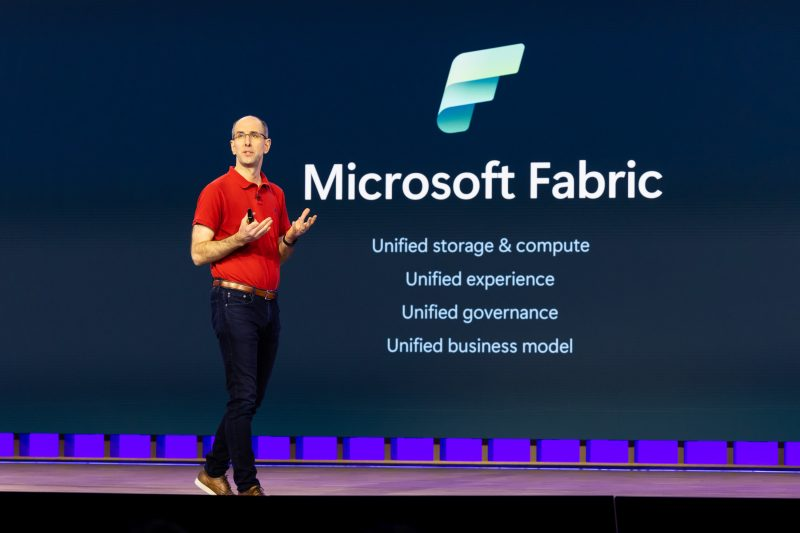 Microsoft Fabric
Unified storage & compute
Unified experience
Unified governance
Unified business model